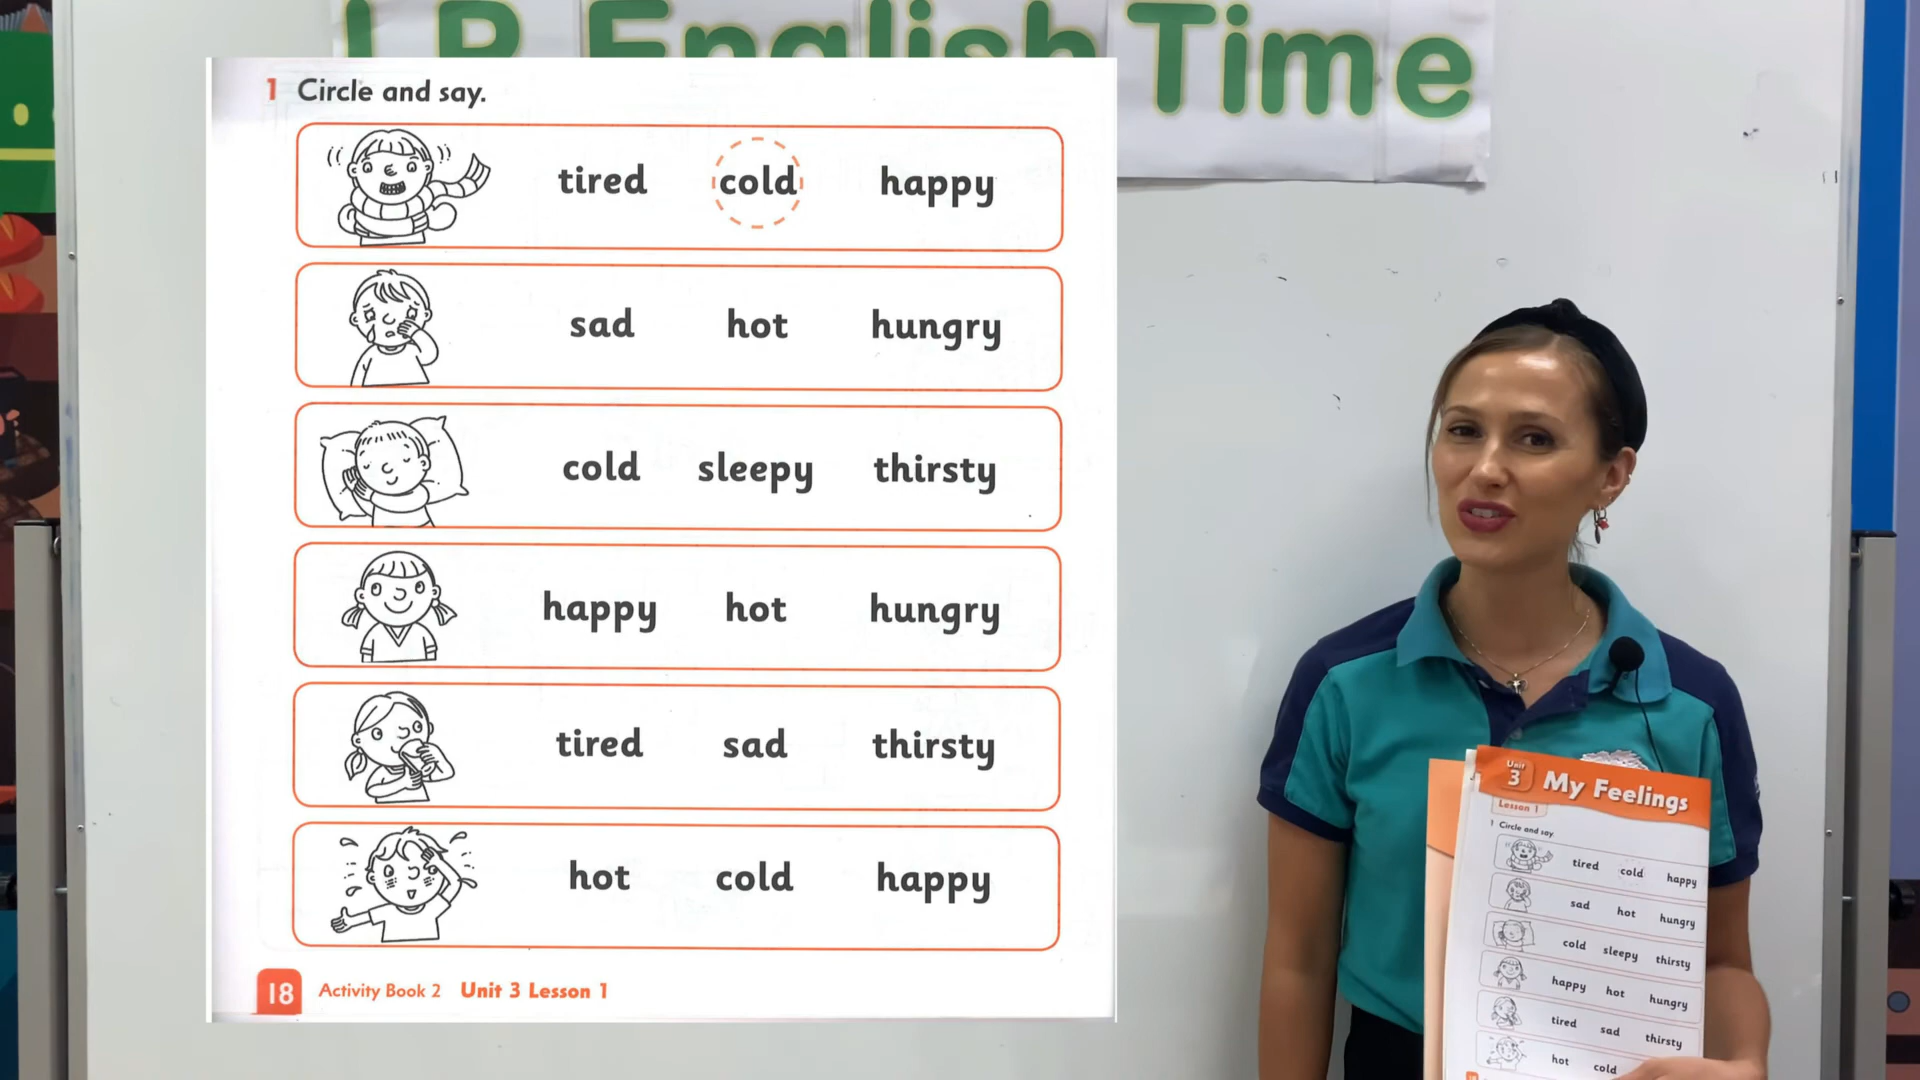 L P English Time
1 Circle and say.
tired cold happy
sad hot hungry
cold sleepy thirsty
happy hot hungry
tired sad thirsty
hot cold happy
18 Activity Book 2 Unit 3 Lesson 1
Unit 3 My Feelings
Lesson 1
1 Circle and say
tired cold happy
sad hot hungry
cold sleepy thirsty
happy hot hungry
tired sad thirsty
hot cold